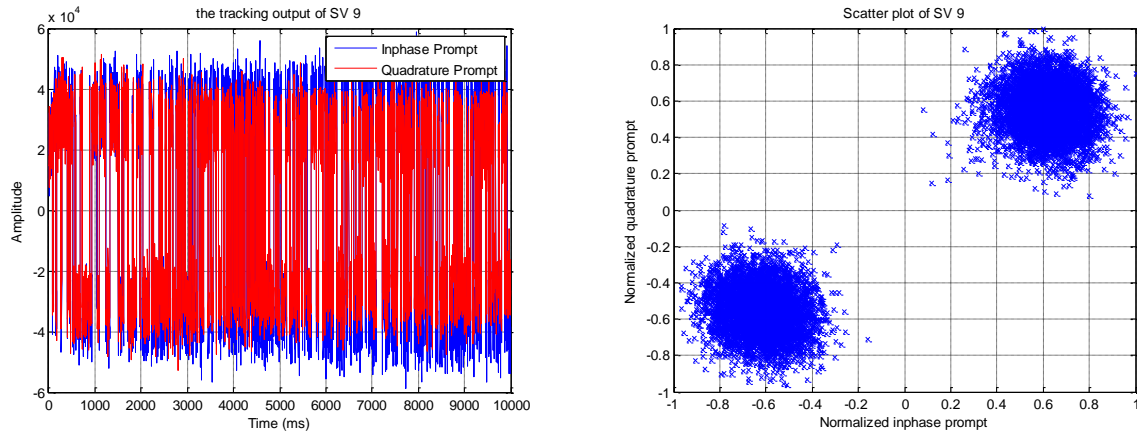 the tracking output of SV 9
x 10^4
6
4
2
0
-2
-4
-6
0 1000 2000 3000 4000 5000 6000 7000 8000 9000 10000
Time (ms)
Amplitude
Inphase Prompt
Quadrature Prompt
Scatter plot of SV 9
1
0.8
0.6
0.4
0.2
0
-0.2
-0.4
-0.6
-0.8
-1
-1 -0.8 -0.6 -0.4 -0.2 0 0.2 0.4 0.6 0.8 1
Normalized inphase prompt
Normalized quadrature prompt